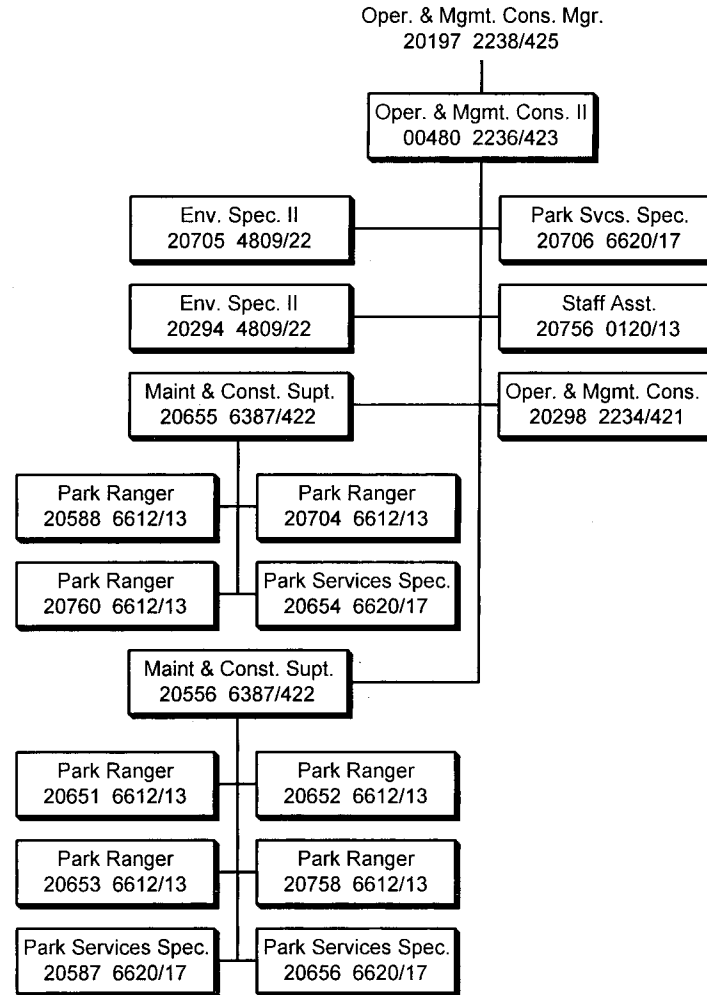 Oper. & Mgmt. Cons. Mgr.
20197 2238/425
Oper. & Mgmt. Cons. II
00480 2236/423
Env. Spec. II
20705 4809/22
Park Svcs. Spec.
20706 6620/17
Env. Spec. II
20294 4809/22
Staff Asst.
20756 0120/13
Maint & Const. Supt.
20655 6387/422
Oper. & Mgmt. Cons.
20298 2234/421
Park Ranger
20588 6612/13
Park Ranger
20704 6612/13
Park Ranger
20760 6612/13
Park Services Spec.
20654 6620/17
Maint & Const. Supt.
20556 6387/422
Park Ranger
20651 6612/13
Park Ranger
20652 6612/13
Park Ranger
20653 6612/13
Park Ranger
20758 6612/13
Park Services Spec.
20587 6620/17
Park Services Spec.
20656 6620/17